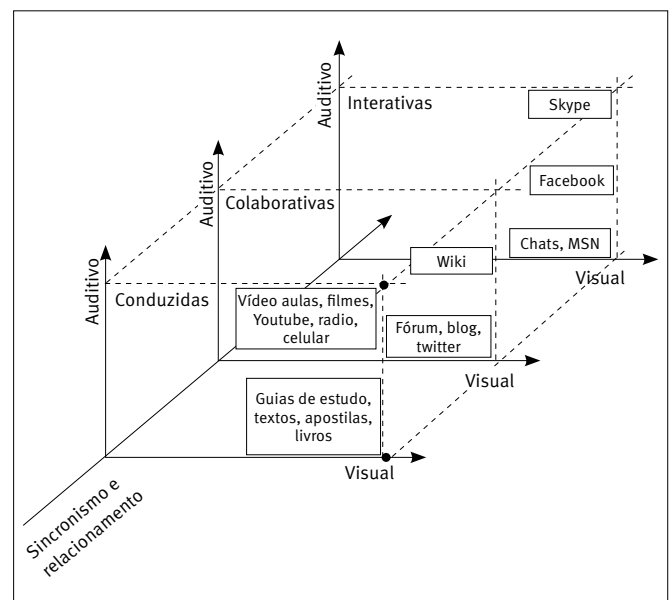 Auditivo
Interativas
Skype
Auditivo
Colaborativas
Facebook
Chats, MSN
Wiki
Visual
Auditivo
Conduzidas
Vídeo aulas, filmes,
Youtube, radio,
celular
Fórum, blog,
twitter
Visual
Guias de estudo,
textos, apostilas,
livros
Visual
Sincronismo e
relacionamento